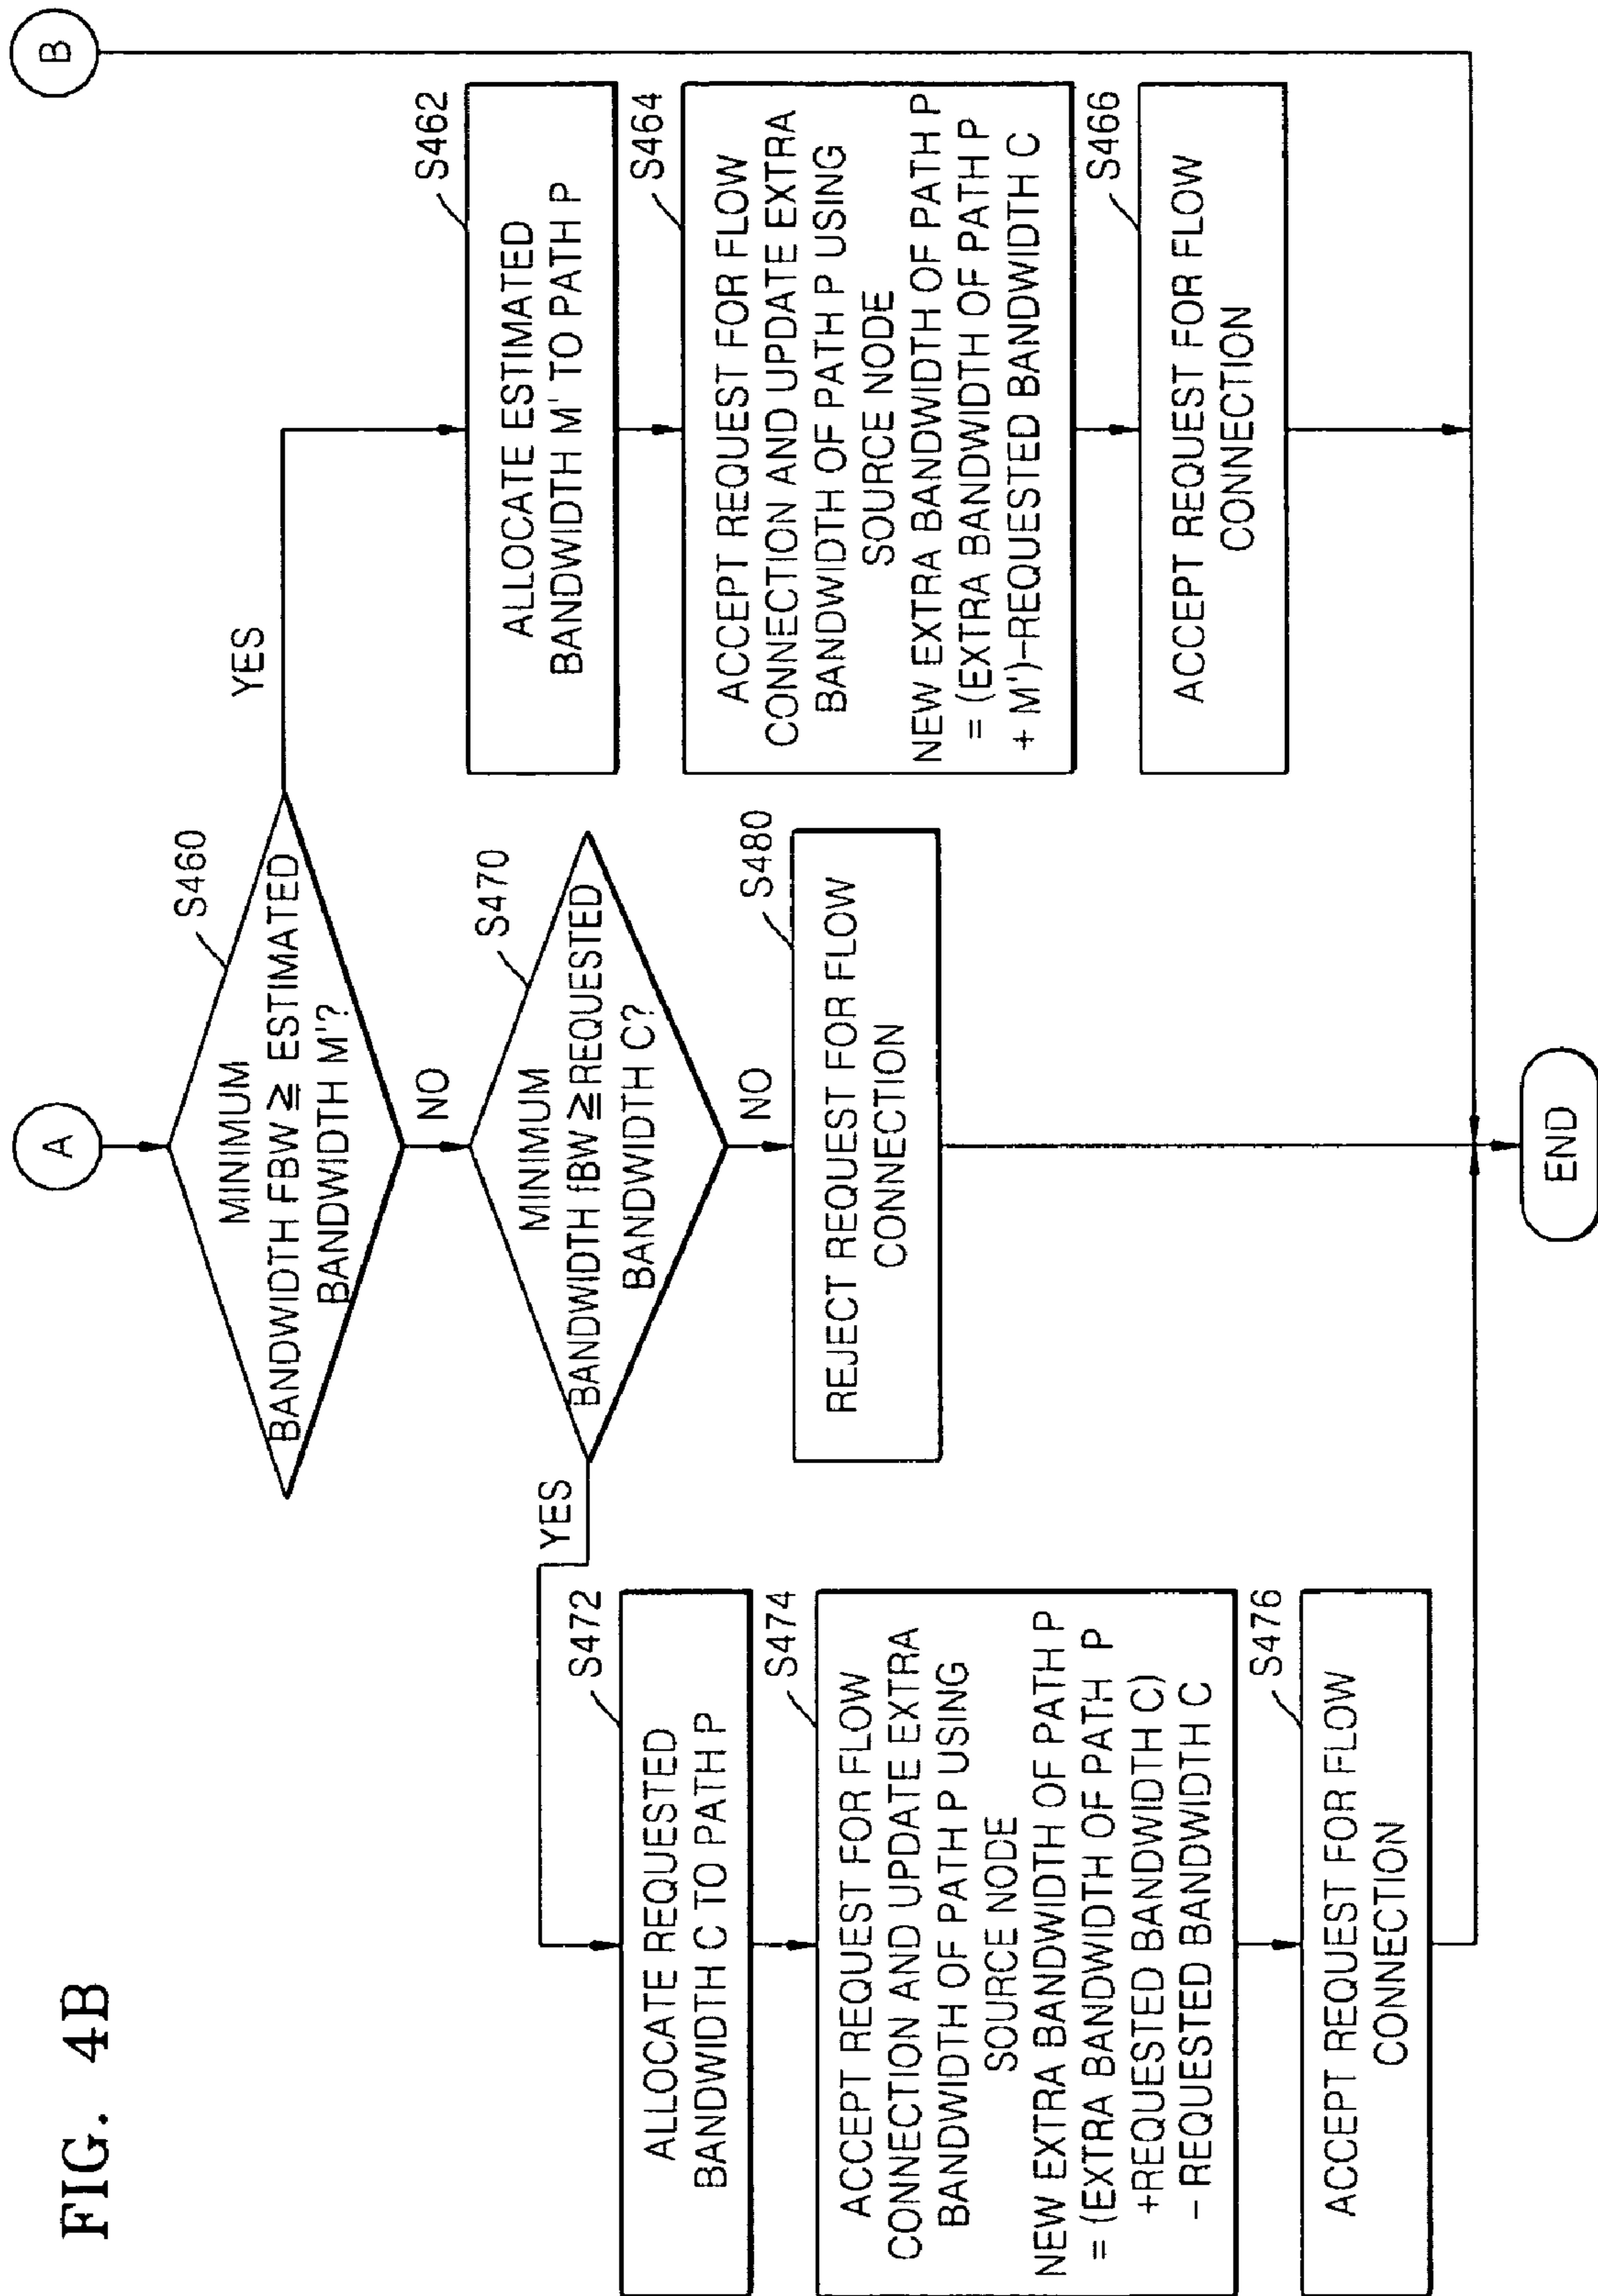 FIG. 4B
A
B
S460
MINIMUM
BANDWIDTH FBW ≧ ESTIMATED
BANDWIDTH M'?
YES
NO
S462
ALLOCATE ESTIMATED
BANDWIDTH M' TO PATH P
S464
ACCEPT REQUEST FOR FLOW
CONNECTION AND UPDATE EXTRA
BANDWIDTH OF PATH P USING
SOURCE NODE
NEW EXTRA BANDWIDTH OF PATH P
= (EXTRA BANDWIDTH OF PATH P
+ M')-REQUESTED BANDWIDTH C
S466
ACCEPT REQUEST FOR FLOW
CONNECTION
S470
MINIMUM
BANDWIDTH fBW ≧REQUESTED
BANDWIDTH C?
YES
NO
S480
REJECT REQUEST FOR FLOW
CONNECTION
S472
ALLOCATE REQUESTED
BANDWIDTH C TO PATH P
S474
ACCEPT REQUEST FOR FLOW
CONNECTION AND UPDATE EXTRA
BANDWIDTH OF PATH P USING
SOURCE NODE
NEW EXTRA BANDWIDTH OF PATH P
= (EXTRA BANDWIDTH OF PATH P
+REQUESTED BANDWIDTH C)
- REQUESTED BANDWIDTH C
S476
ACCEPT REQUEST FOR FLOW
CONNECTION
END